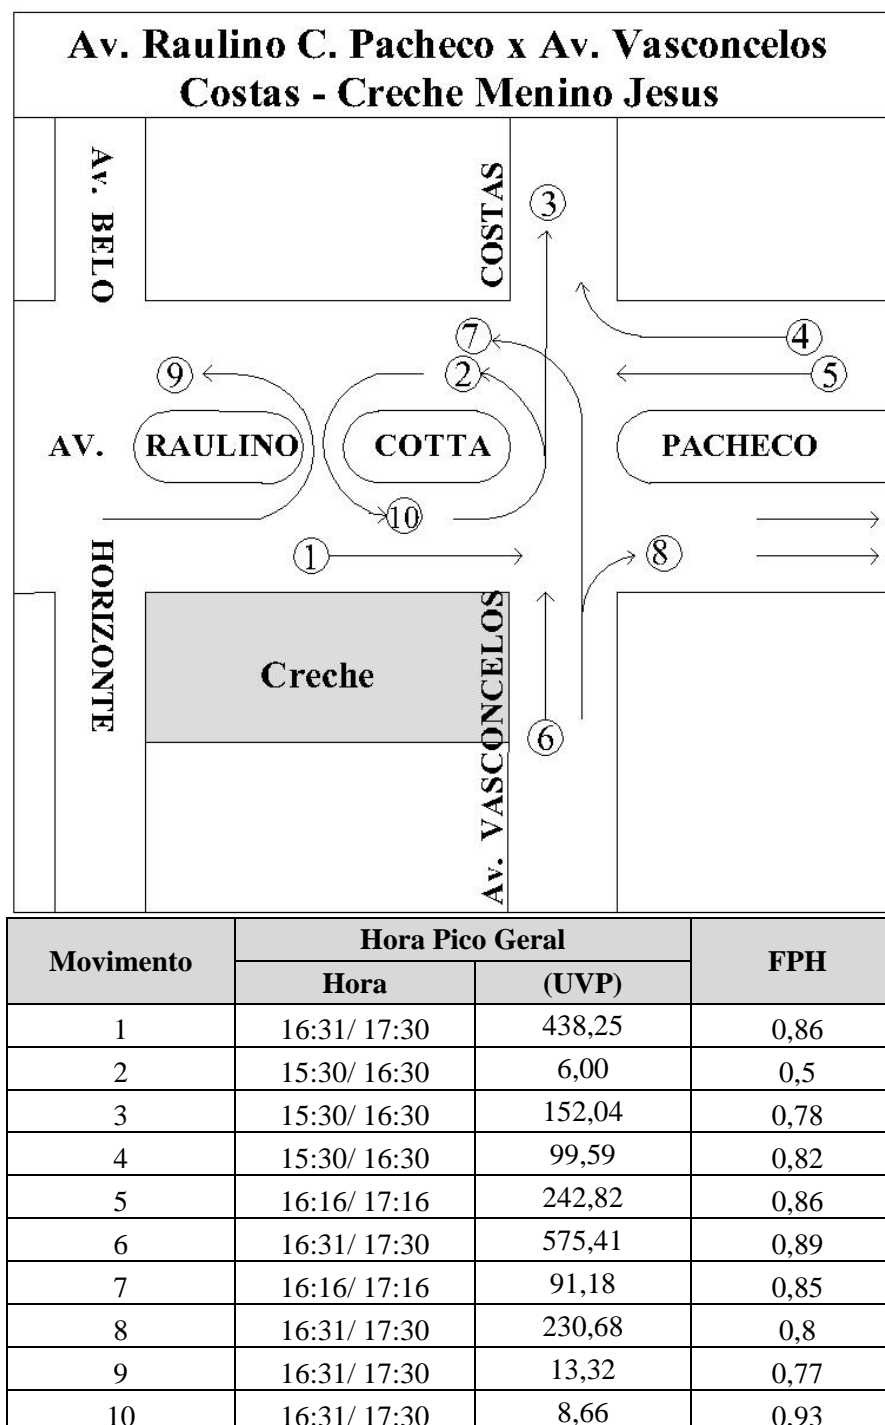 Av. Raulino C. Pacheco x Av. Vasconcelos
Costas - Creche Menino Jesus
Av. BELO
COSTAS
3
7
4
9
2
5
AV.
RAULINO
COTTA
PACHECO
10
1
8
HORIZONTE
Creche
Av. VASCONCELOS
6
Movimento Hora Pico Geral FPH
Hora (UVP)
1 16:31/ 17:30 438,25 0,86
2 15:30/ 16:30 6,00 0,5
3 15:30/ 16:30 152,04 0,78
4 15:30/ 16:30 99,59 0,82
5 16:16/ 17:16 242,82 0,86
6 16:31/ 17:30 575,41 0,89
7 16:16/ 17:16 91,18 0,85
8 16:31/ 17:30 230,68 0,8
9 16:31/ 17:30 13,32 0,77
10 16:31/ 17:30 8,66 0,93